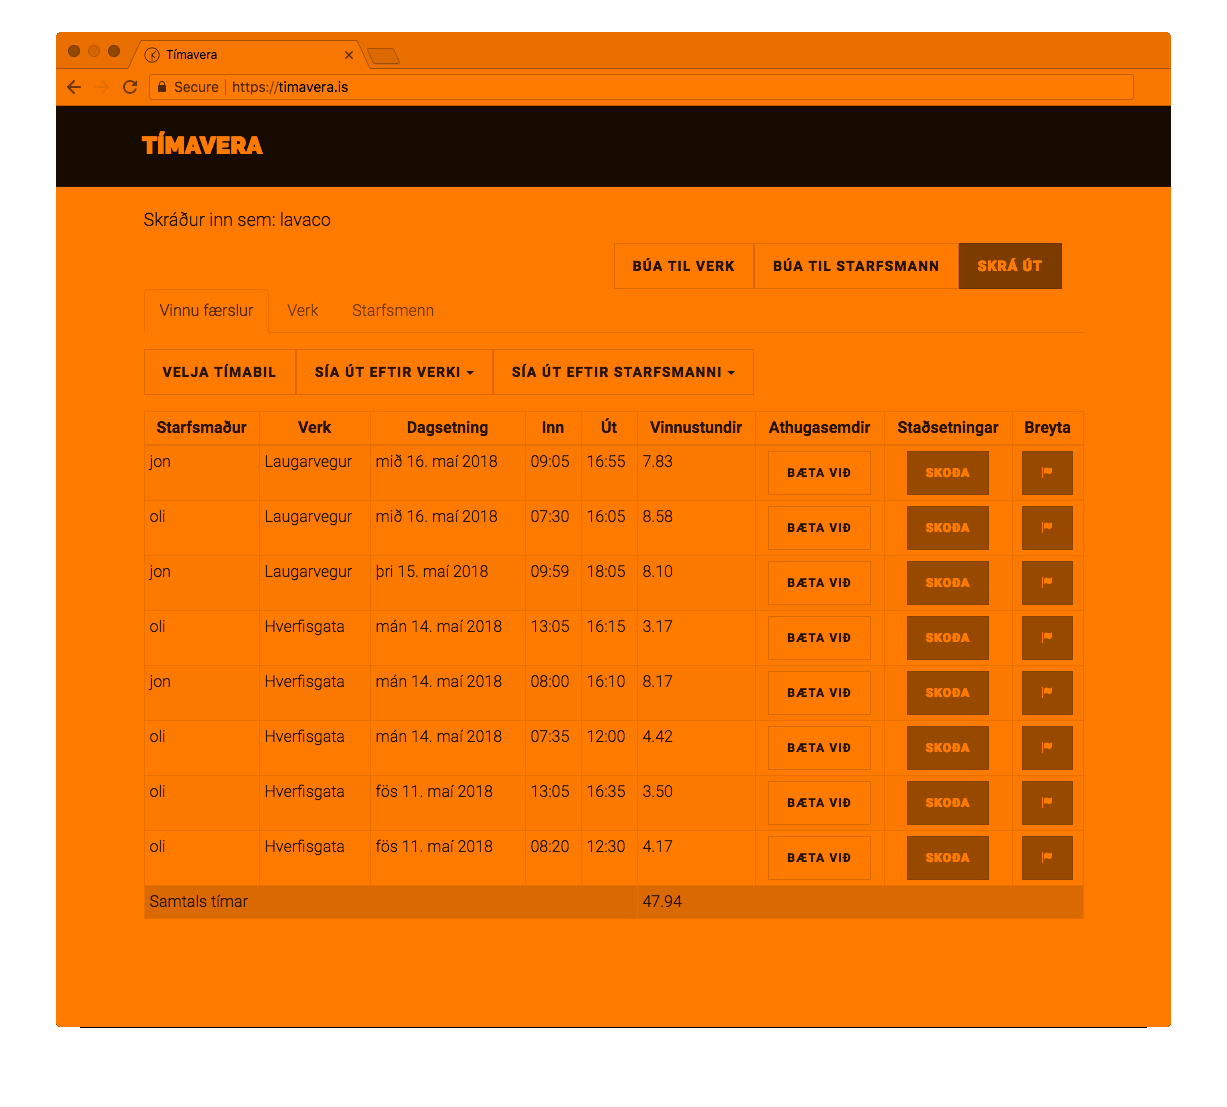 Tímavera
Secure https://timavera.is
TÍMAVERA
Skráður inn sem: lavaco
BÚA TIL VERK BÚA TIL STARFSMANN SKRÁ ÚT
Vinnu færslur Verk Starfsmenn
VELJA TÍMABIL SÍA ÚT EFTIR VERKI SÍA ÚT EFTIR STARFSMANNI
Starfsmaður Verk Dagsetning Inn Út Vinnustundir Athugasemdir Staðsetningar Breyta
jon Laugarvegur mið 16. maí 2018 09:05 16:55 7.83 BÆTA VIÐ SKOÐA
oli Laugarvegur mið 16. maí 2018 07:30 16:05 8.58 BÆTA VIÐ SKOÐA
jon Laugarvegur þri 15. maí 2018 09:59 18:05 8.10 BÆTA VIÐ SKOÐA
oli Hverfisgata mán 14. maí 2018 13:05 16:15 3.17 BÆTA VIÐ SKOÐA
jon Hverfisgata mán 14. maí 2018 08:00 16:10 8.17 BÆTA VIÐ SKOÐA
oli Hverfisgata mán 14. maí 2018 07:35 12:00 4.42 BÆTA VIÐ SKOÐA
oli Hverfisgata fös 11. maí 2018 13:05 16:35 3.50 BÆTA VIÐ SKOÐA
oli Hverfisgata fös 11. maí 2018 08:20 12:30 4.17 BÆTA VIÐ SKOÐA
Samtals tímar 47.94